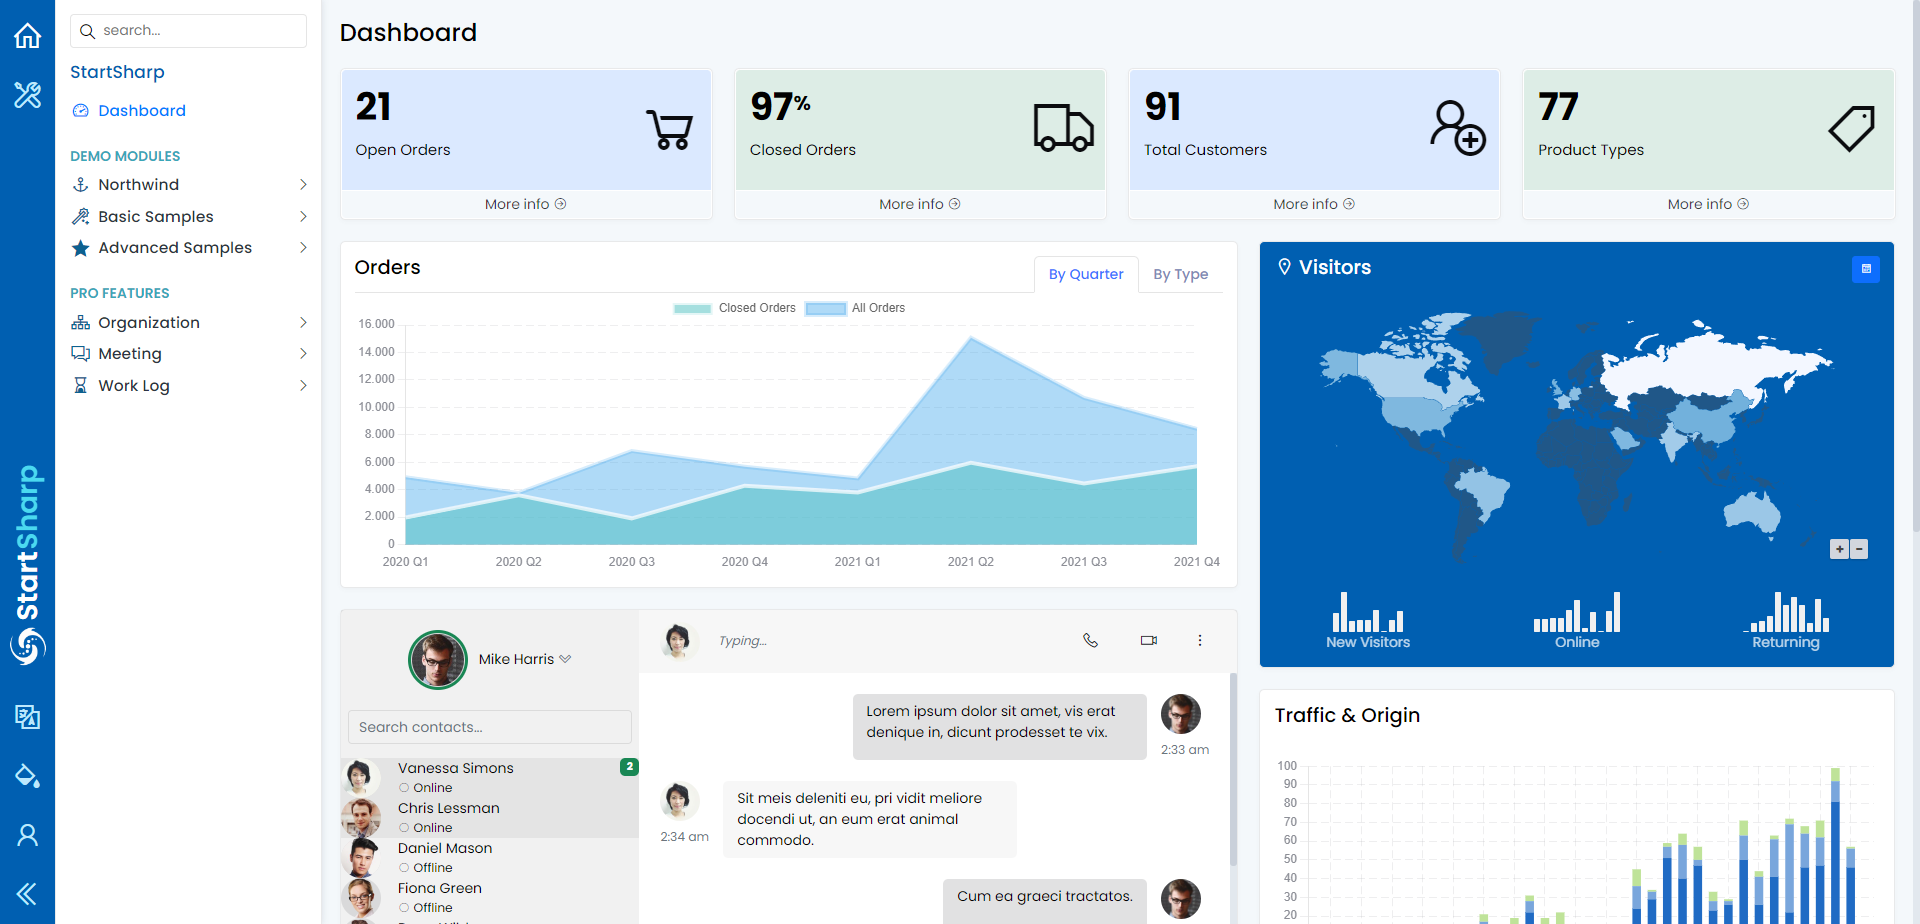 search...
StartSharp
Dashboard
DEMO MODULES
Northwind
Basic Samples
Advanced Samples
PRO FEATURES
Organization
Meeting
Work Log
StartSharp
Dashboard
21
Open Orders
More info
97%
Closed Orders
More info
91
Total Customers
More info
77
Product Types
More info
Orders
By Quarter
By Type
Closed Orders
All Orders
16.000
14.000
12.000
10.000
8.000
6.000
4.000
2.000
0
2020 Q1
2020 Q2
2020 Q3
2020 Q4
2021 Q1
2021 Q2
2021 Q3
2021 Q4
Visitors
+
−
New Visitors
Online
Returning
Mike Harris
Search contacts...
Vanessa Simons
2
Online
Chris Lessman
Online
Daniel Mason
Offline
Fiona Green
Offline
Typing...
Lorem ipsum dolor sit amet, vis erat
denique in, dicunt prodesset te vix.
2:33 am
Sit meis deleniti eu, pri vidit meliore
docendi ut, an eum erat animal
commodo.
2:34 am
Cum ea graeci tractatos.
Traffic & Origin
100
90
80
70
60
50
40
30
20